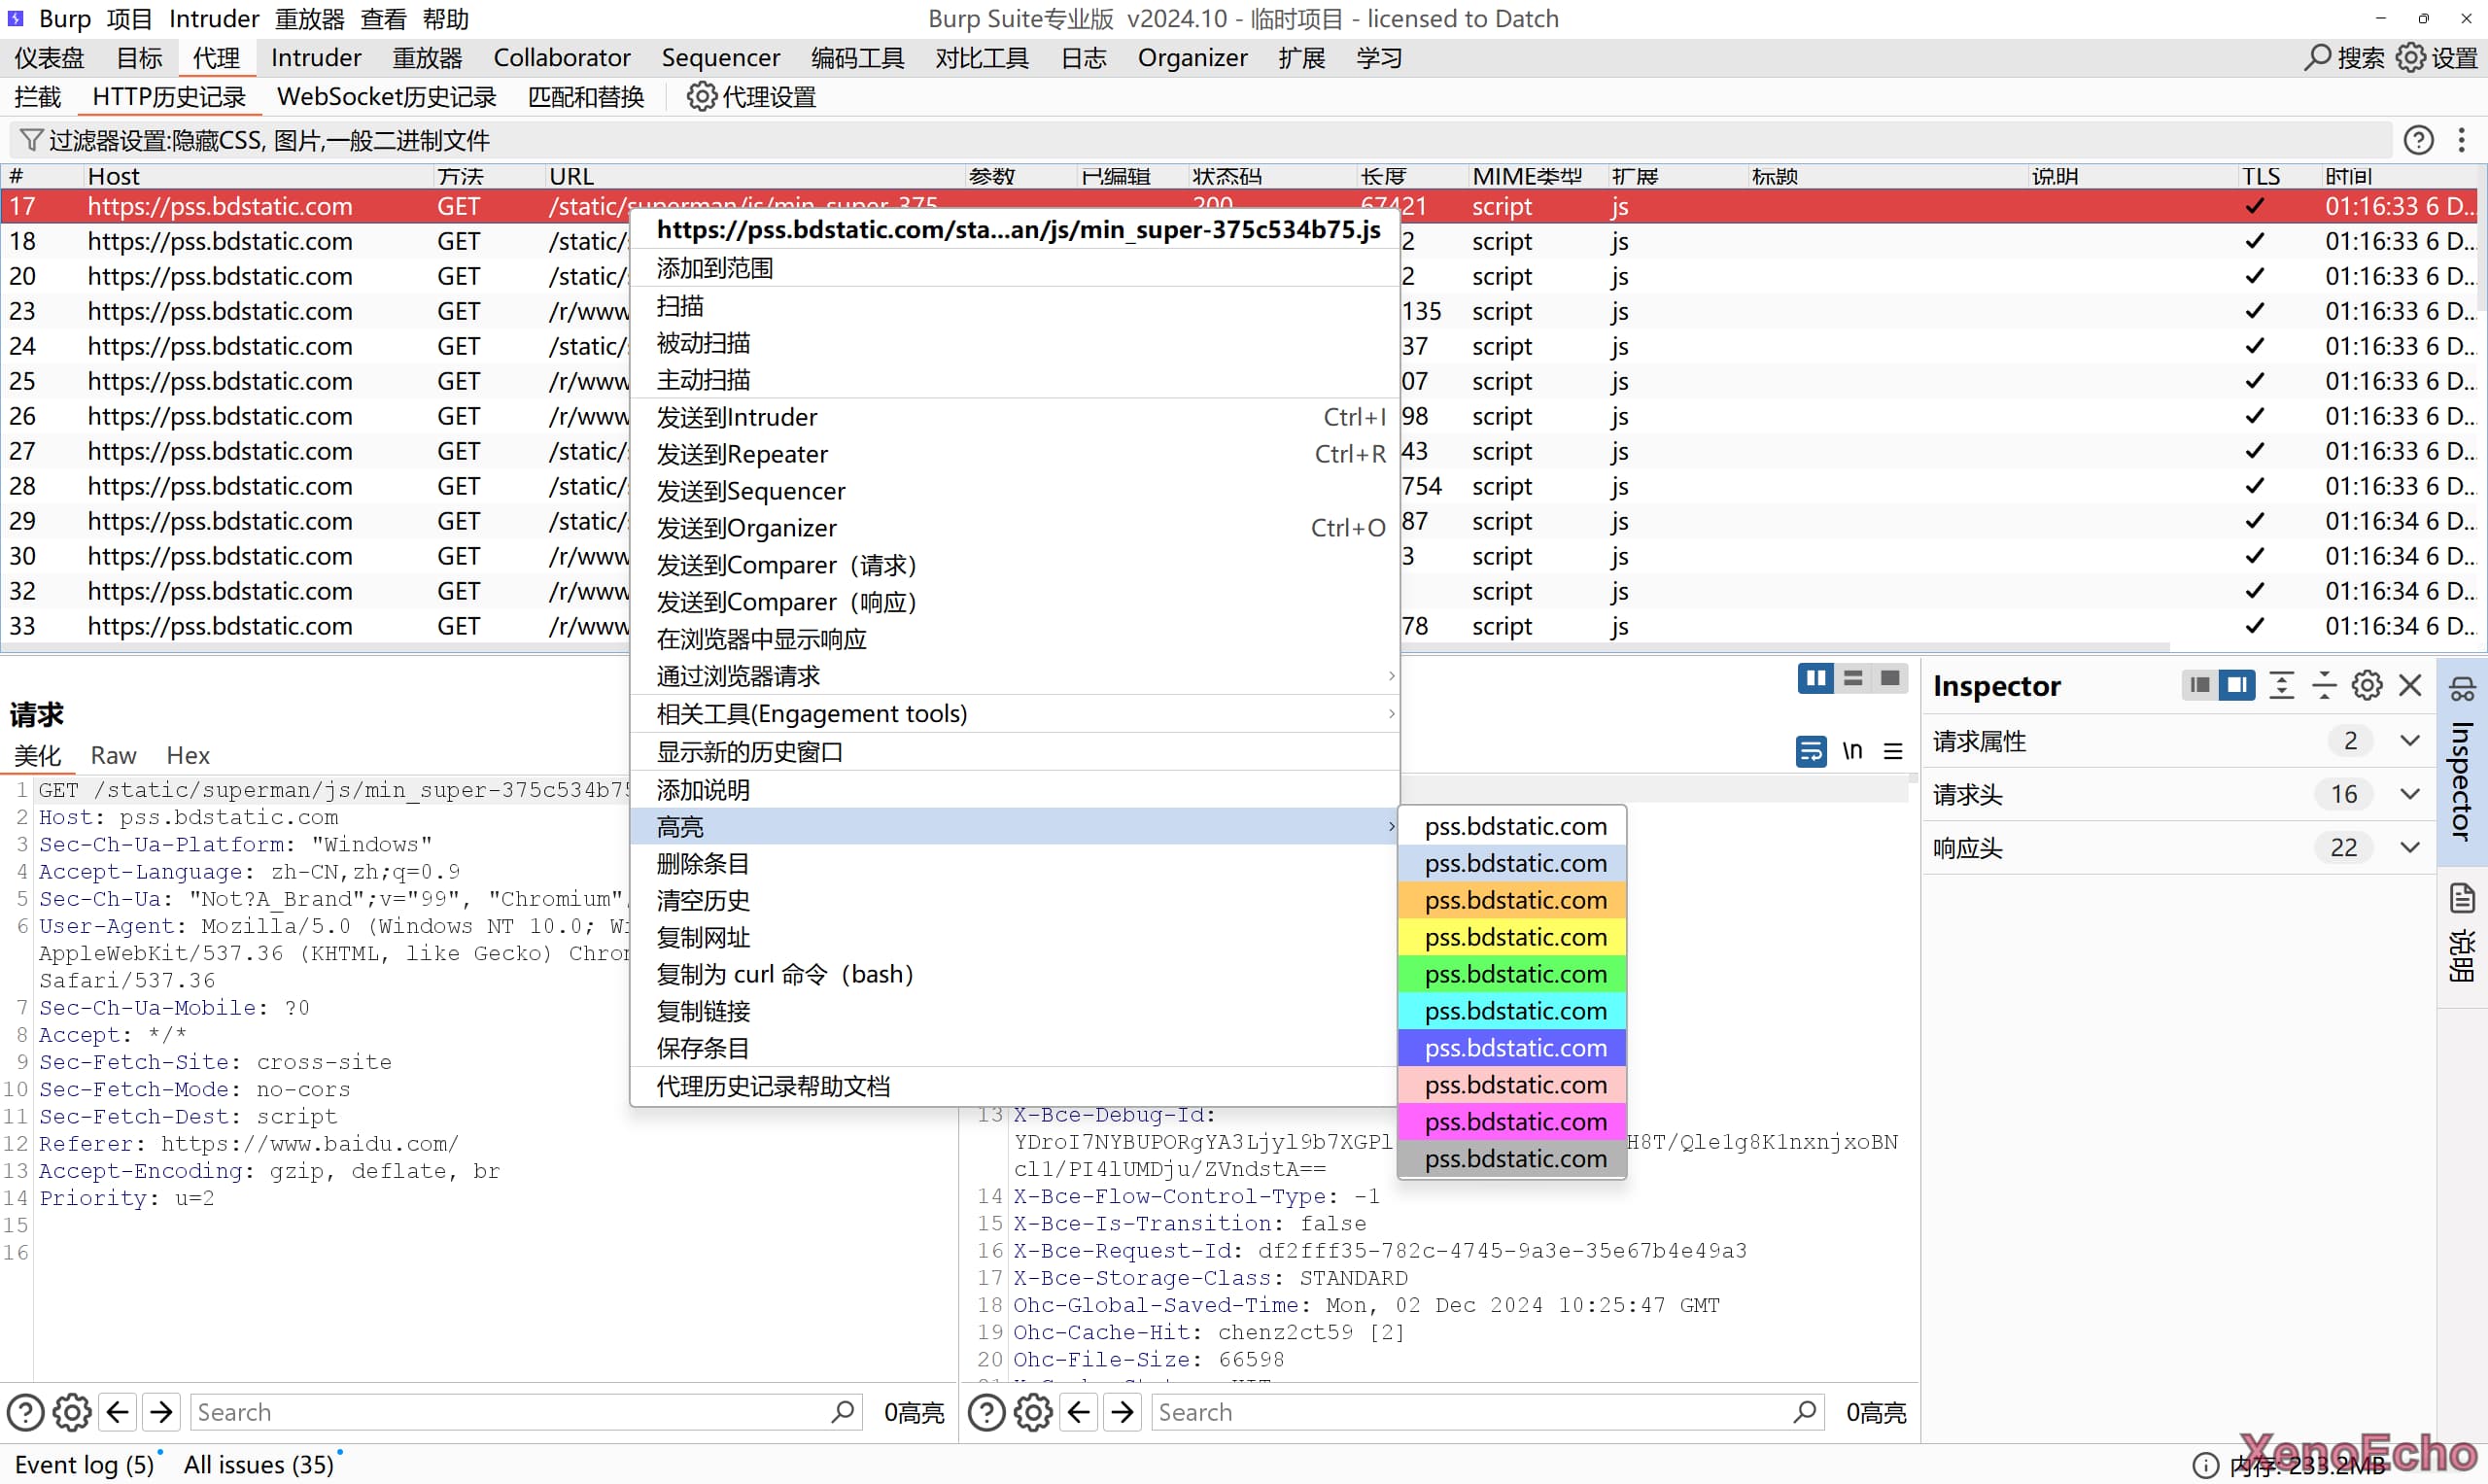 Burp 项目 Intruder 重放器 查看 帮助 Burp Suite专业版 v2024.10 - 临时项目 - licensed to Datch
仪表盘 目标 代理 Intruder 重放器 Collaborator Sequencer 编码工具 对比工具 日志 Organizer 扩展 学习 搜索 设置
拦截 HTTP历史记录 WebSocket历史记录 匹配和替换 代理设置
过滤器设置:隐藏CSS, 图片,一般二进制文件
# Host 方法 URL 参数 已编辑 状态码 长度 MIME类型 扩展 标题 说明 TLS 时间
17 https://pss.bdstatic.com GET /static/superman/js/min_super-375... 200 67421 script js ✓ 01:16:33 6 D...
18 https://pss.bdstatic.com GET /static/ 2 script js ✓ 01:16:33 6 D...
20 https://pss.bdstatic.com GET /static/ 2 script js ✓ 01:16:33 6 D...
23 https://pss.bdstatic.com GET /r/www 135 script js ✓ 01:16:33 6 D...
24 https://pss.bdstatic.com GET /static/ 37 script js ✓ 01:16:33 6 D...
25 https://pss.bdstatic.com GET /r/www 07 script js ✓ 01:16:33 6 D...
26 https://pss.bdstatic.com GET /r/www 98 script js ✓ 01:16:33 6 D...
27 https://pss.bdstatic.com GET /static/ 43 script js ✓ 01:16:33 6 D...
28 https://pss.bdstatic.com GET /static/ 754 script js ✓ 01:16:33 6 D...
29 https://pss.bdstatic.com GET /static/ 87 script js ✓ 01:16:34 6 D...
30 https://pss.bdstatic.com GET /r/www 3 script js ✓ 01:16:34 6 D...
32 https://pss.bdstatic.com GET /r/www script js ✓ 01:16:34 6 D...
33 https://pss.bdstatic.com GET /r/www 78 script js ✓ 01:16:34 6 D...
https://pss.bdstatic.com/sta...an/js/min_super-375c534b75.js
添加到范围
扫描
被动扫描
主动扫描
发送到Intruder Ctrl+I
发送到Repeater Ctrl+R
发送到Sequencer
发送到Organizer Ctrl+O
发送到Comparer（请求）
发送到Comparer（响应）
在浏览器中显示响应
通过浏览器请求
相关工具(Engagement tools)
显示新的历史窗口
添加说明
高亮
删除条目
清空历史
复制网址
复制为 curl 命令（bash）
复制链接
保存条目
代理历史记录帮助文档
pss.bdstatic.com
pss.bdstatic.com
pss.bdstatic.com
pss.bdstatic.com
pss.bdstatic.com
pss.bdstatic.com
pss.bdstatic.com
pss.bdstatic.com
pss.bdstatic.com
pss.bdstatic.com
请求
美化 Raw Hex
1 GET /static/superman/js/min_super-375c534b75
2 Host: pss.bdstatic.com
3 Sec-Ch-Ua-Platform: "Windows"
4 Accept-Language: zh-CN,zh;q=0.9
5 Sec-Ch-Ua: "Not?A_Brand";v="99", "Chromium"
6 User-Agent: Mozilla/5.0 (Windows NT 10.0; Wi
AppleWebKit/537.36 (KHTML, like Gecko) Chrom
Safari/537.36
7 Sec-Ch-Ua-Mobile: ?0
8 Accept: */*
9 Sec-Fetch-Site: cross-site
10 Sec-Fetch-Mode: no-cors
11 Sec-Fetch-Dest: script
12 Referer: https://www.baidu.com/
13 Accept-Encoding: gzip, deflate, br
14 Priority: u=2
15
16
\n
13 X-Bce-Debug-Id:
YDroI7NYBUPORgYA3Ljyl9b7XGPl H8T/Qle1g8K1nxnjxoBN
cl1/PI4lUMDju/ZVndstA==
14 X-Bce-Flow-Control-Type: -1
15 X-Bce-Is-Transition: false
16 X-Bce-Request-Id: df2fff35-782c-4745-9a3e-35e67b4e49a3
17 X-Bce-Storage-Class: STANDARD
18 Ohc-Global-Saved-Time: Mon, 02 Dec 2024 10:25:47 GMT
19 Ohc-Cache-Hit: chenz2ct59 [2]
20 Ohc-File-Size: 66598
Inspector
请求属性 2
请求头 16
响应头 22
Inspector
说明
Search 0高亮
Search 0高亮
Event log (5) All issues (35) 内存: 233.2MB
XenoEcho